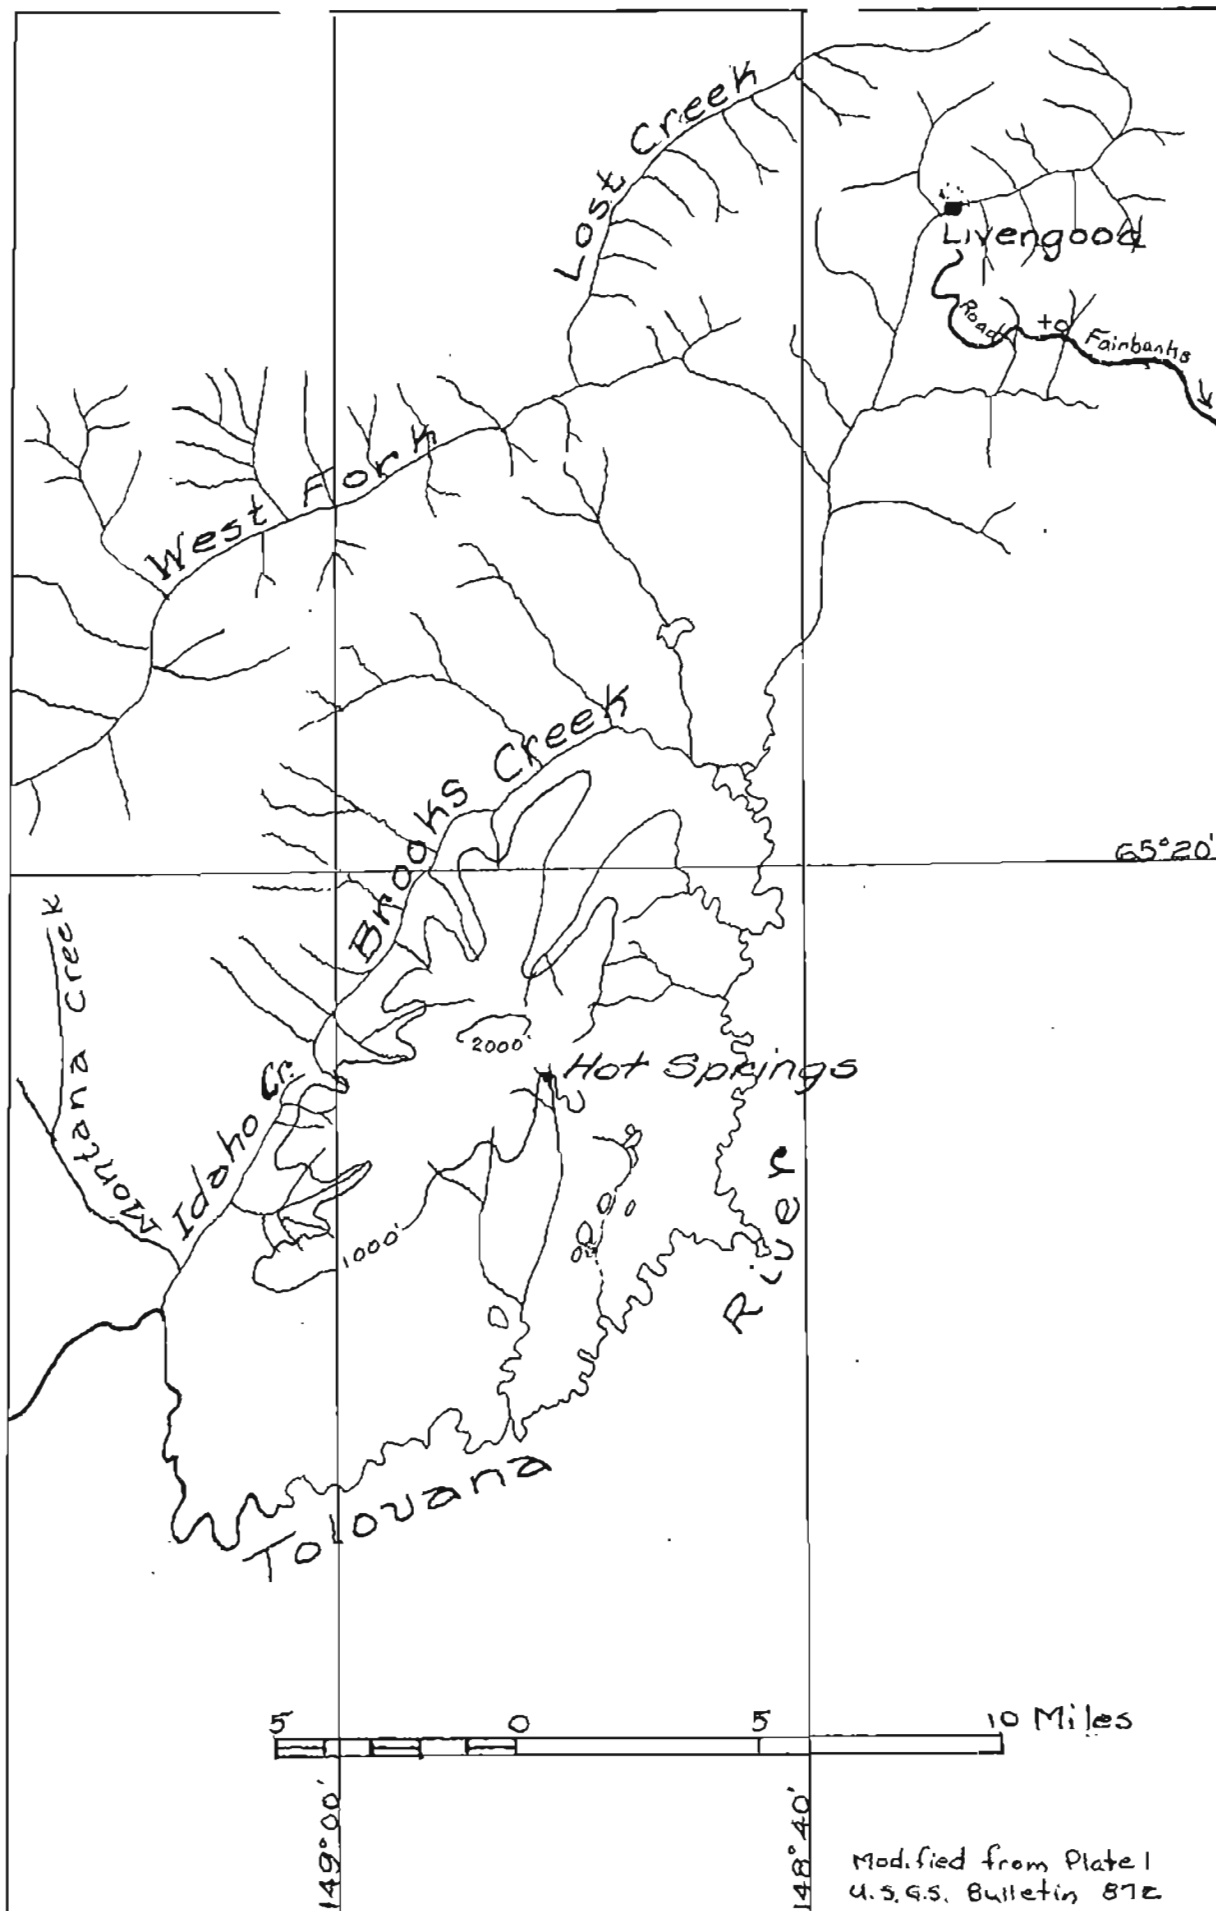 Lost Creek
Livengood
Road
to
Fairbanks
West Fork
Brooks Creek
65°20'
Montana Creek
Idaho Cr.
2000'
Hot Springs
1000'
River
Tolovana
5 0 5 10 Miles
149°00'
148°40'
Modified from Plate 1
U.S.G.S. Bulletin 872